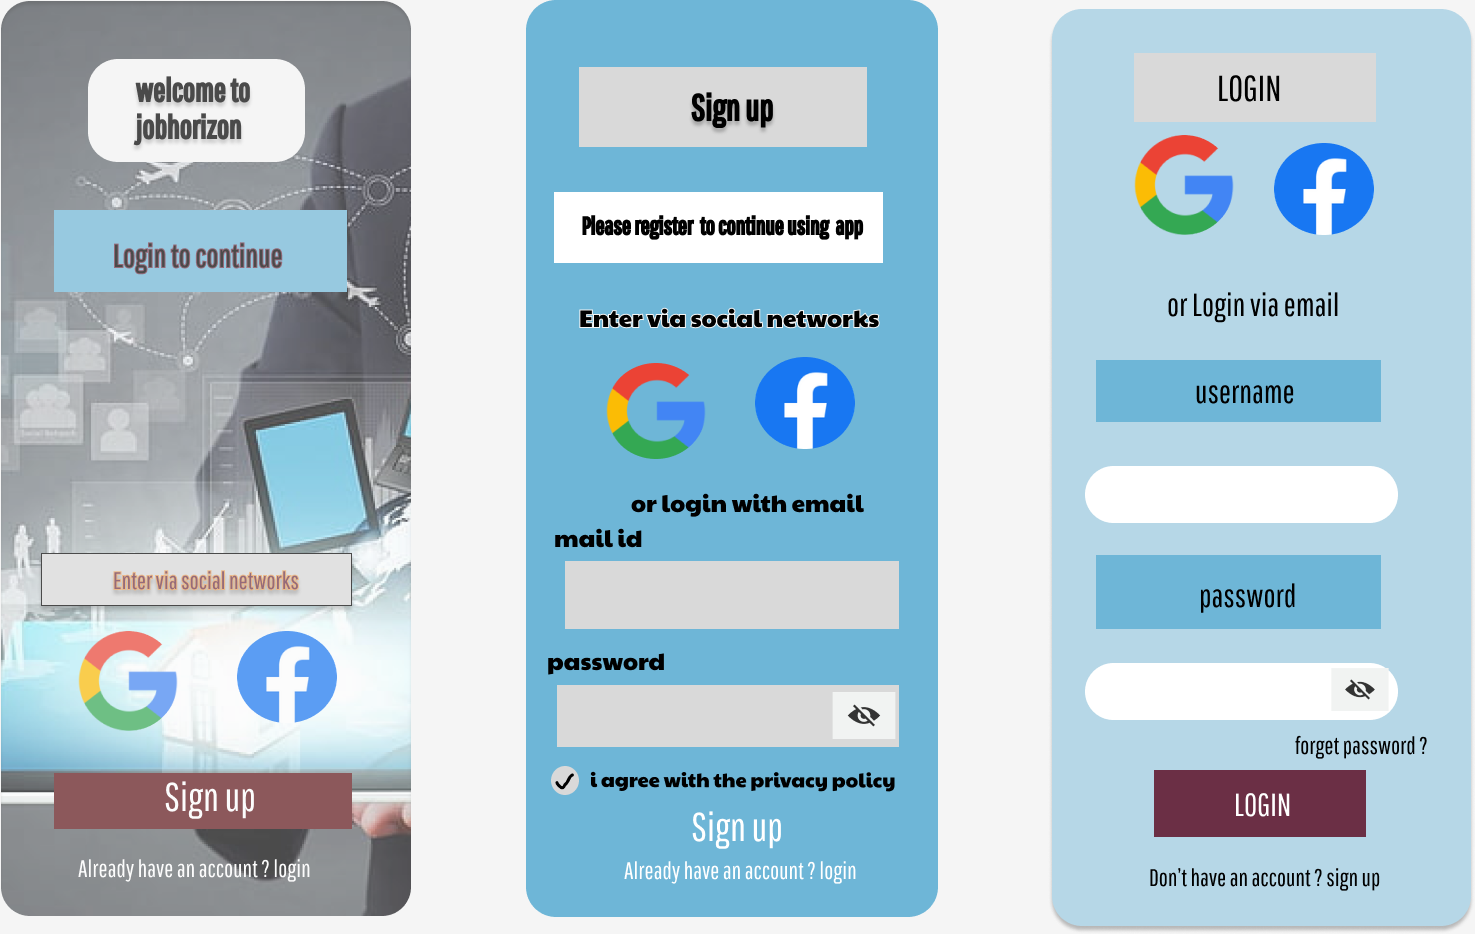 welcome to
jobhorizon
Login to continue
Social Network
Enter via social networks
Sign up
Already have an account ? login
Sign up
Please register to continue using app
Enter via social networks
or login with email
mail id
password
i agree with the privacy policy
Sign up
Already have an account ? login
LOGIN
or Login via email
username
password
forget password ?
LOGIN
Don't have an account ? sign up